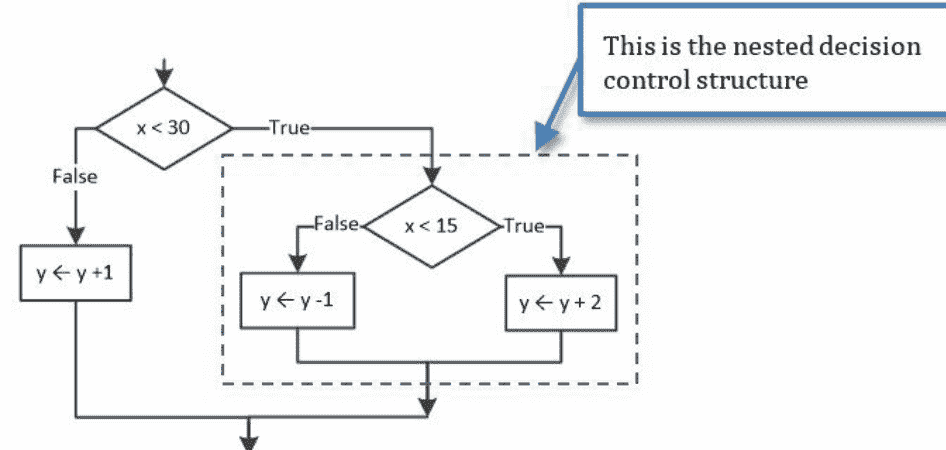 This is the nested decision
control structure
x < 30
True
False
x < 15
False
True
y ← y +1
y ← y -1
y ← y + 2